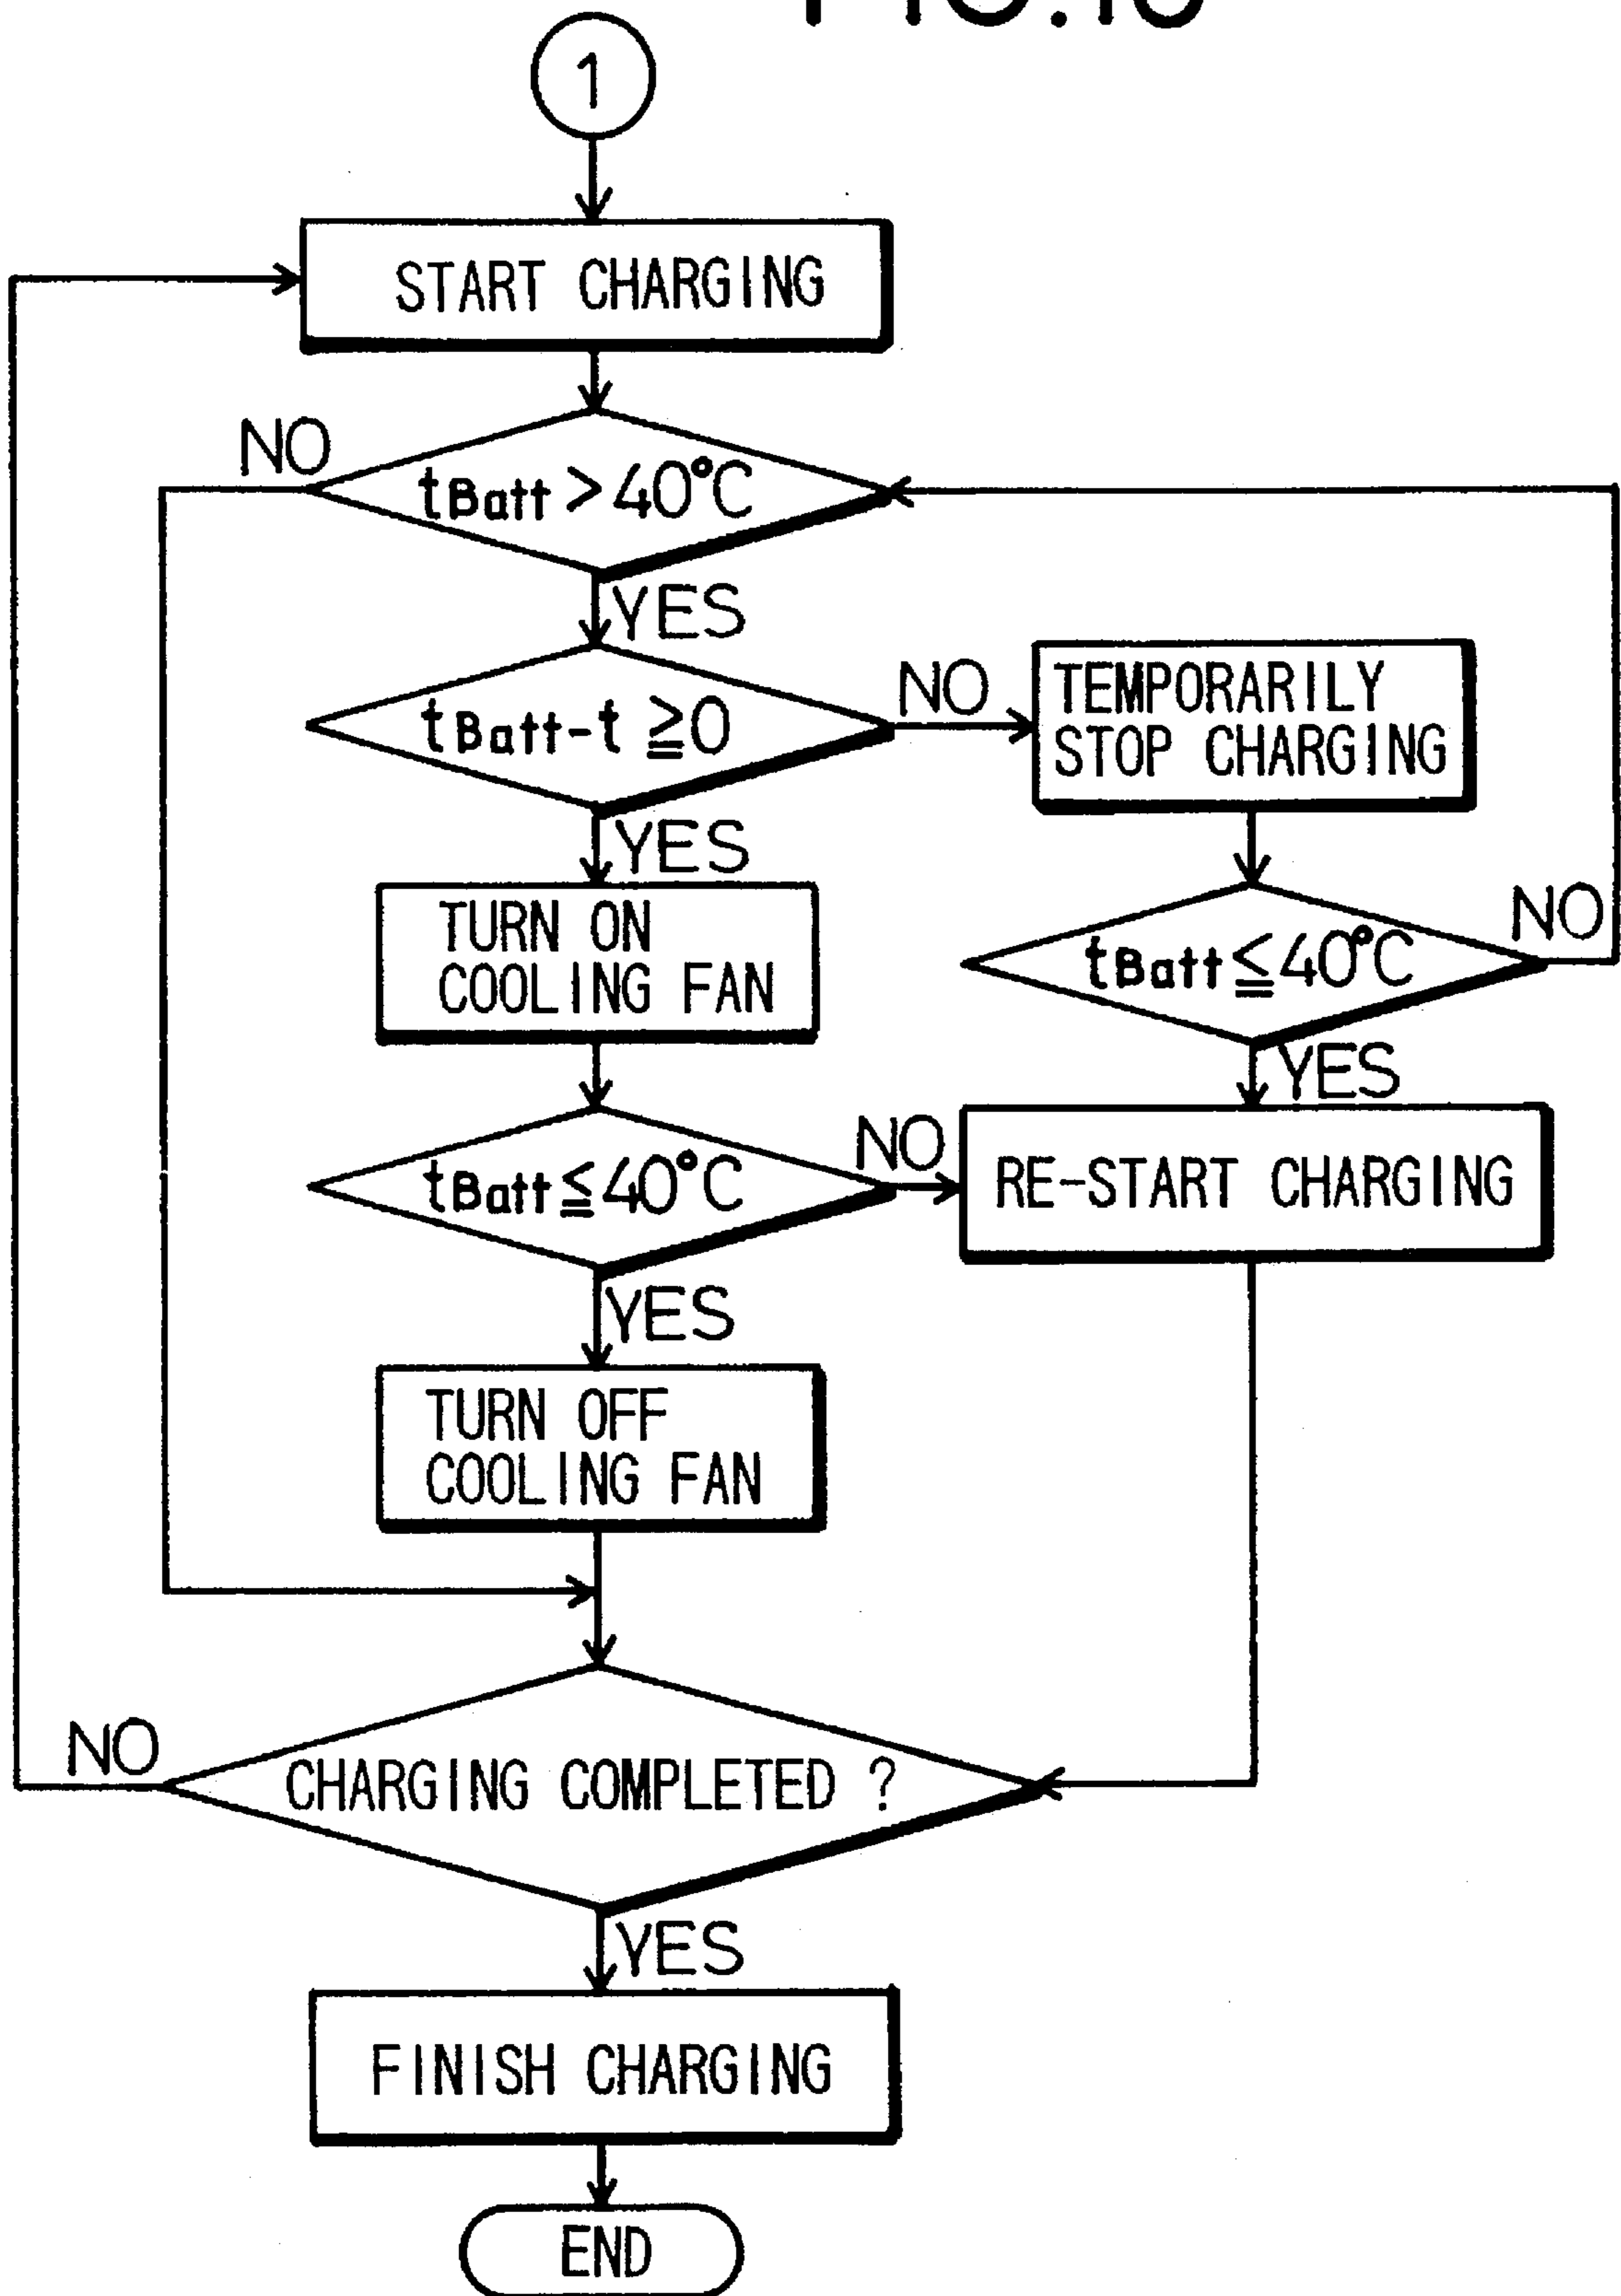 1
START CHARGING
NO
tBatt > 40°C
YES
tBatt-t ≧0
NO
TEMPORARILY
STOP CHARGING
YES
TURN ON
COOLING FAN
tBatt≦40°C
NO
YES
tBatt≦40°C
NO
RE-START CHARGING
YES
TURN OFF
COOLING FAN
NO
CHARGING COMPLETED ?
YES
FINISH CHARGING
END